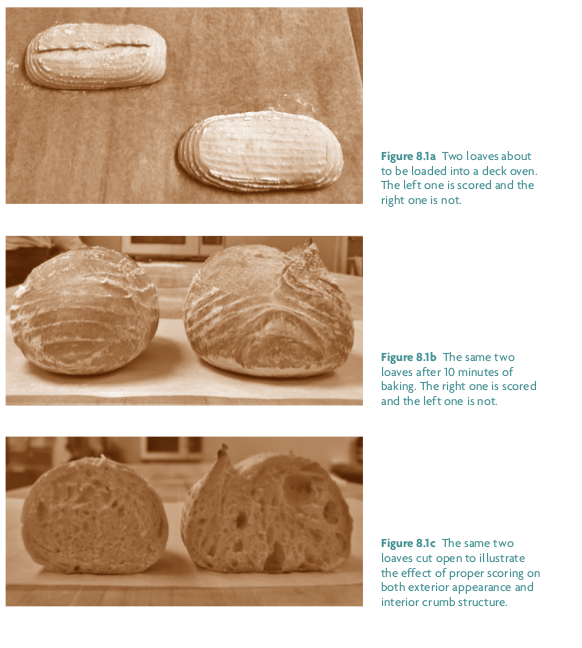 Figure 8.1a Two loaves about
to be loaded into a deck oven.
The left one is scored and the
right one is not.
Figure 8.1b The same two
loaves after 10 minutes of
baking. The right one is scored
and the left one is not.
Figure 8.1c The same two
loaves cut open to illustrate
the effect of proper scoring on
both exterior appearance and
interior crumb structure.